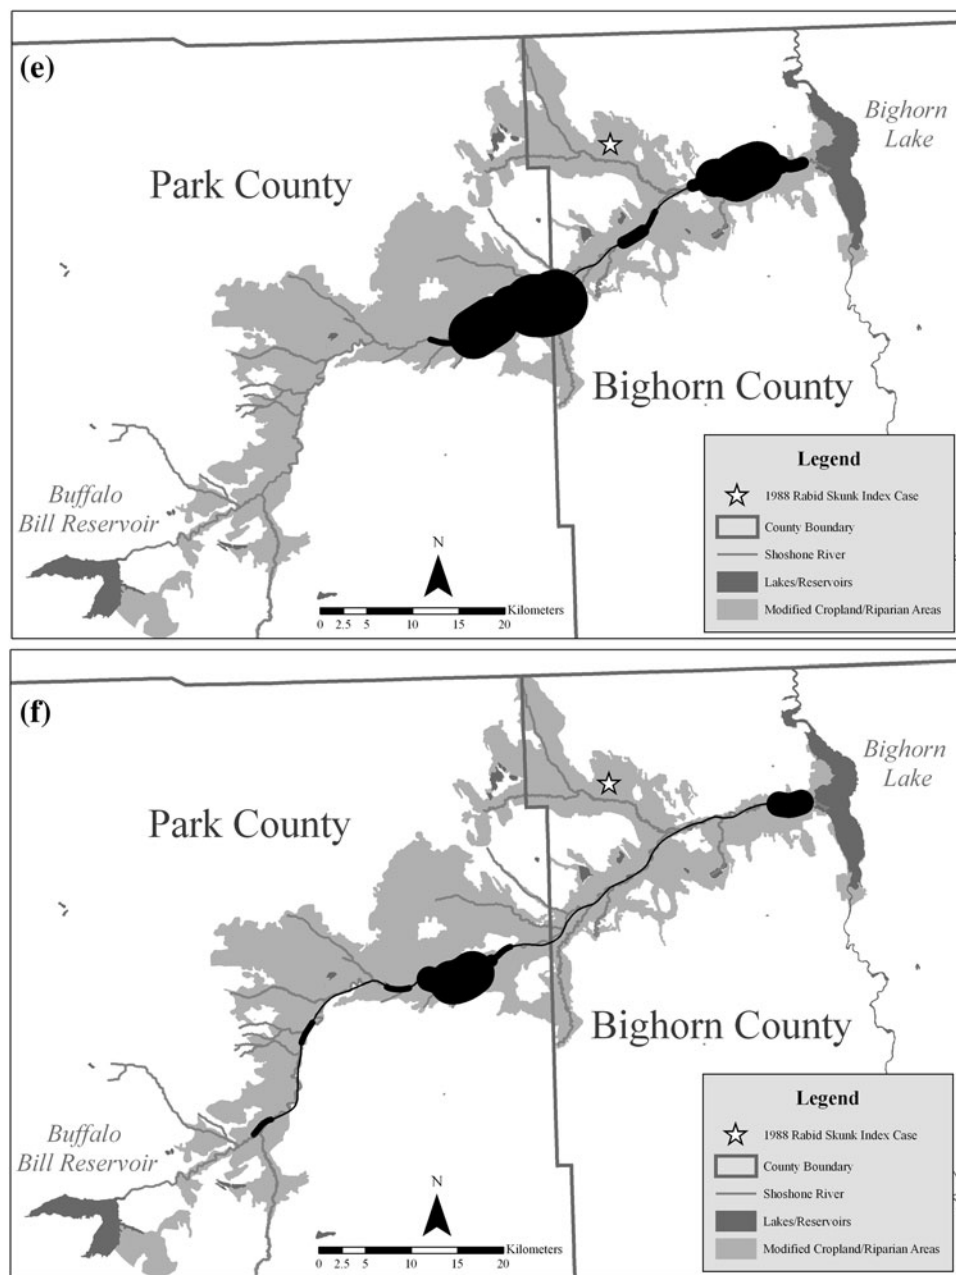 (e)
Bighorn
Lake
Park County
Bighorn County
Buffalo
Bill Reservoir
N
Kilometers
0 2.5 5 10 15 20
Legend
1988 Rabid Skunk Index Case
County Boundary
Shoshone River
Lakes/Reservoirs
Modified Cropland/Riparian Areas
(f)
Bighorn
Lake
Park County
Bighorn County
Buffalo
Bill Reservoir
N
Kilometers
0 2.5 5 10 15 20
Legend
1988 Rabid Skunk Index Case
County Boundary
Shoshone River
Lakes/Reservoirs
Modified Cropland/Riparian Areas